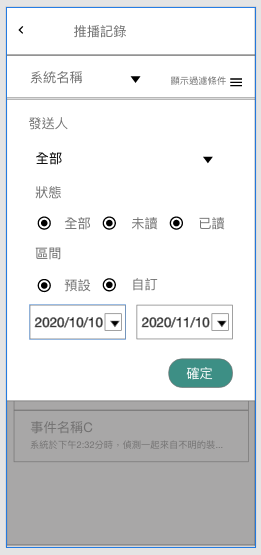 推播記錄
系統名稱
顯示過濾條件
發送人
全部
狀態
全部 未讀 已讀
區間
預設 自訂
2020/10/10 2020/11/10
確定
事件名稱C
系統於下午2:32分時、偵測一起來自不明的裝...